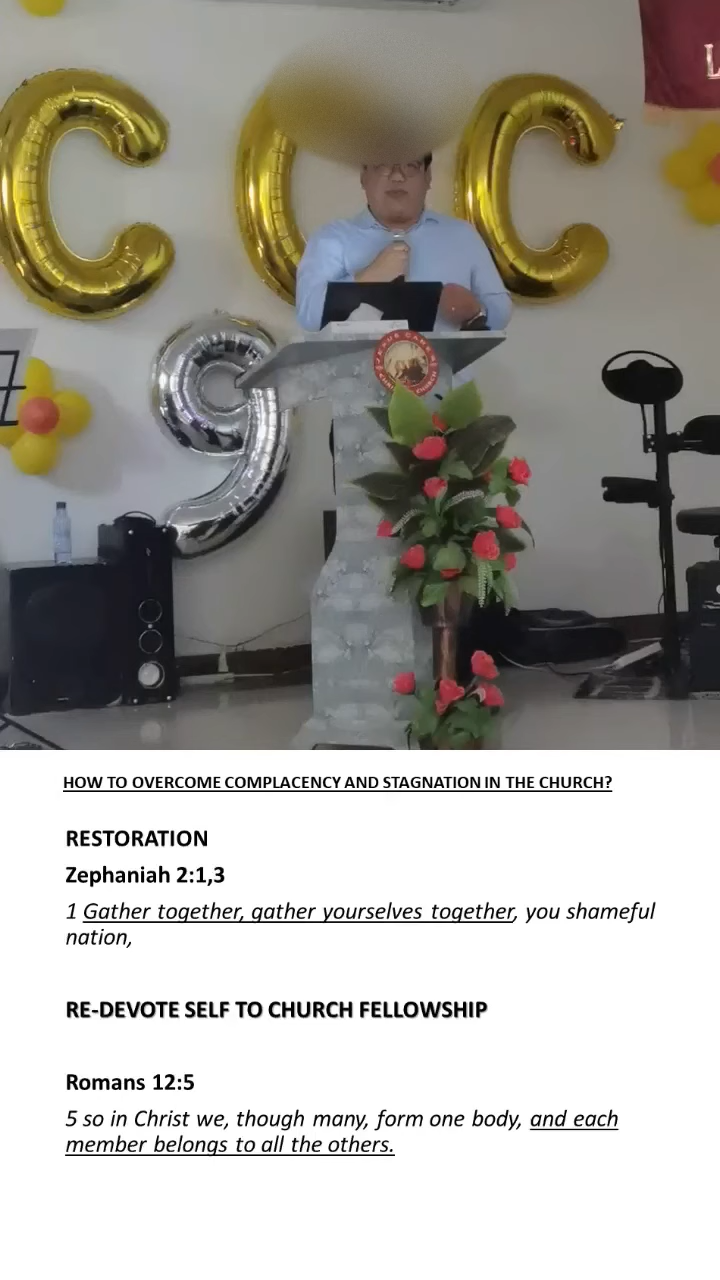 C C C
L
9
7
HOW TO OVERCOME COMPLACENCY AND STAGNATION IN THE CHURCH?
RESTORATION
Zephaniah 2:1,3
1 Gather together, gather yourselves together, you shameful
nation,
RE-DEVOTE SELF TO CHURCH FELLOWSHIP
Romans 12:5
5 so in Christ we, though many, form one body, and each
member belongs to all the others.